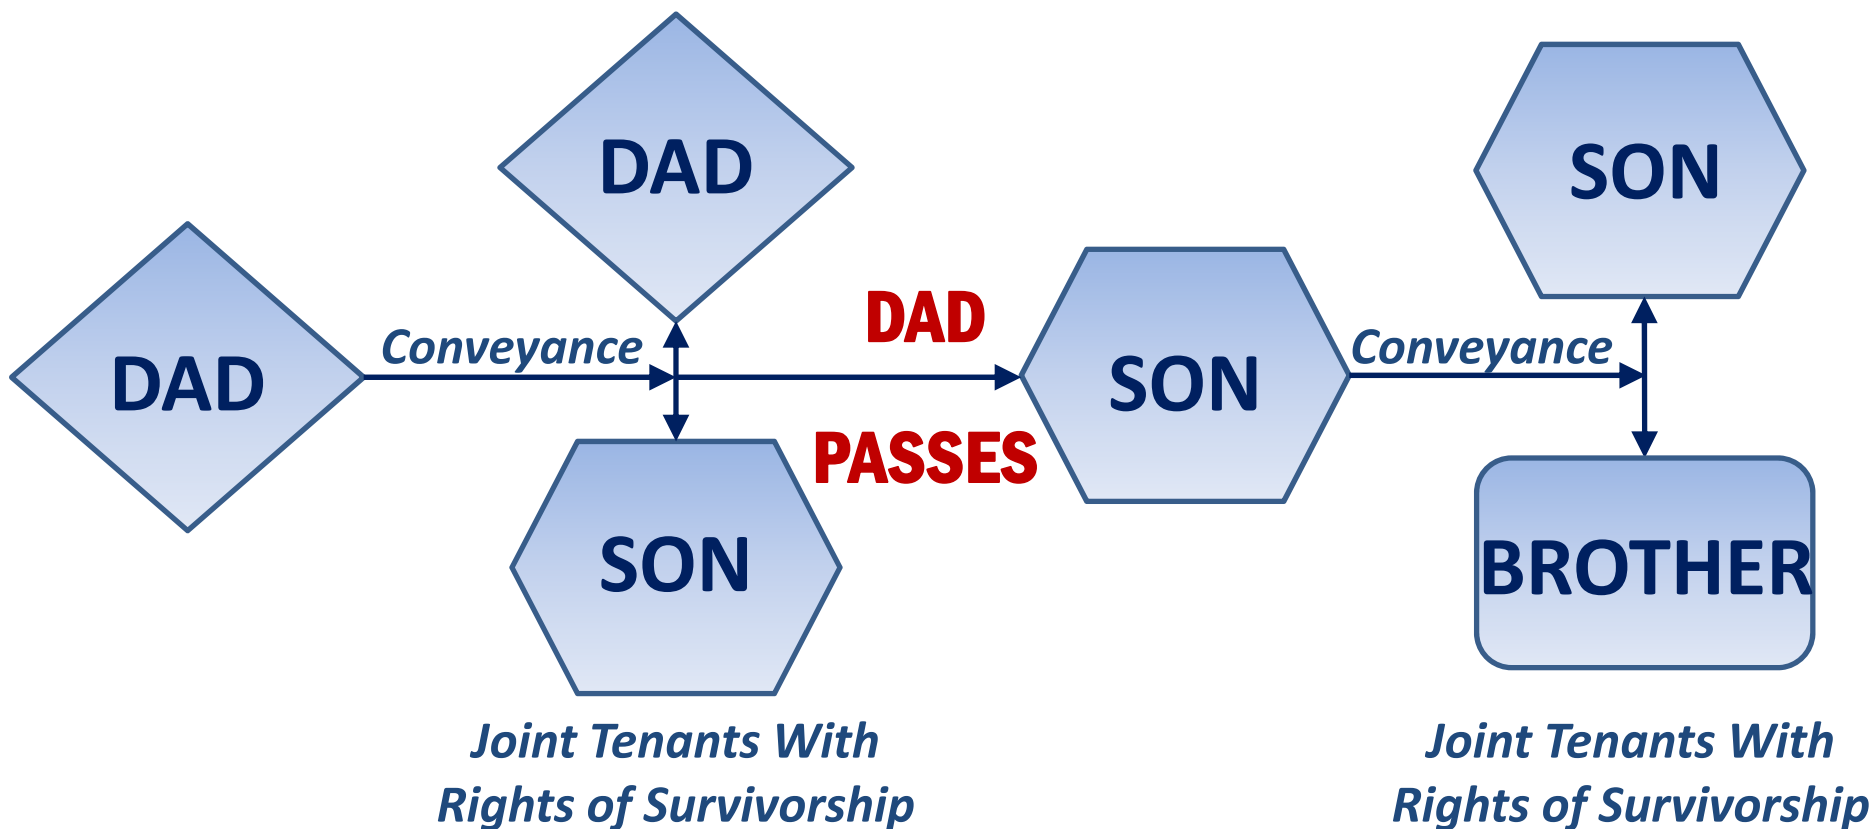 DAD
Conveyance
DAD
SON
Joint Tenants With
Rights of Survivorship
DAD
PASSES
SON
Conveyance
SON
BROTHER
Joint Tenants With
Rights of Survivorship